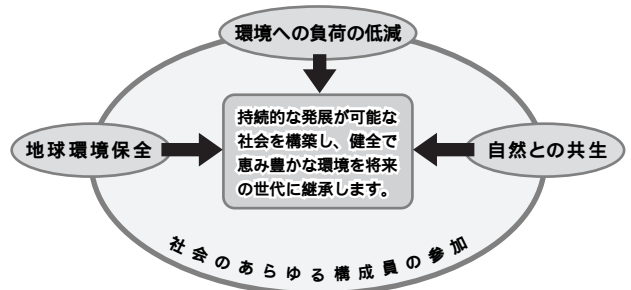 環境への負荷の低減
地球環境保全
持続的な発展が可能な
社会を構築し、健全で
恵み豊かな環境を将来
の世代に継承します。
自然との共生
社会のあらゆる構成員の参加